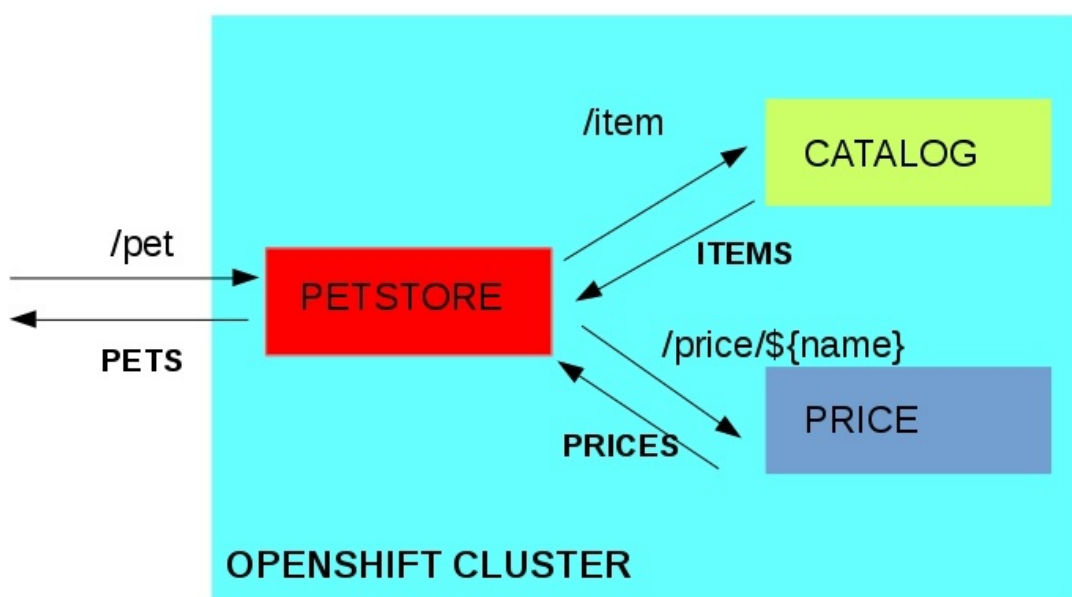 /item
CATALOG
/pet
ITEMS
PETSTORE
/price/${name}
PETS
PRICE
PRICES
OPENSHIFT CLUSTER